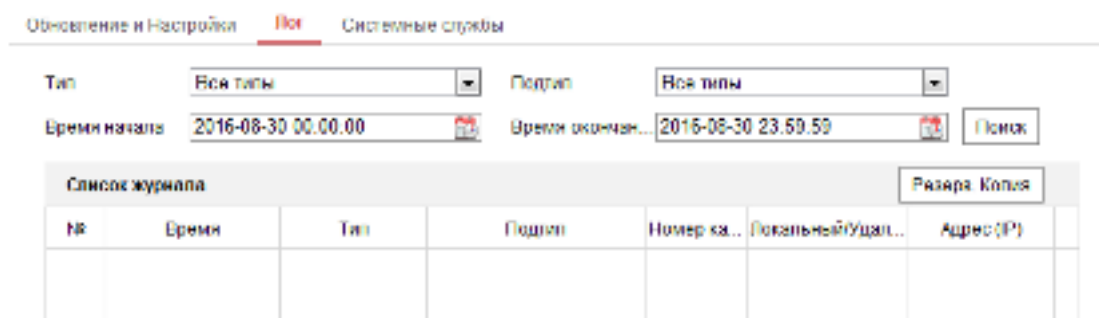 Обновление и Настройки Лог Системные службы
Тип Все типы Подтип Все типы
Время начала 2016-08-30 00.00.00 Время окончан... 2016-08-30 23.59.59 Поиск
Список журнала Резерв. Копия
№ Время Тип Подтип Номер ка... Локальный/Удал... Адрес (IP)